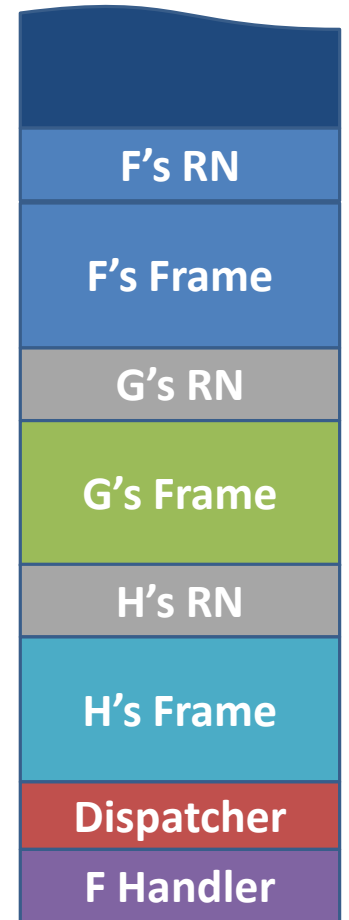 F’s RN
F’s Frame
G’s RN
G’s Frame
H’s RN
H’s Frame
Dispatcher
F Handler